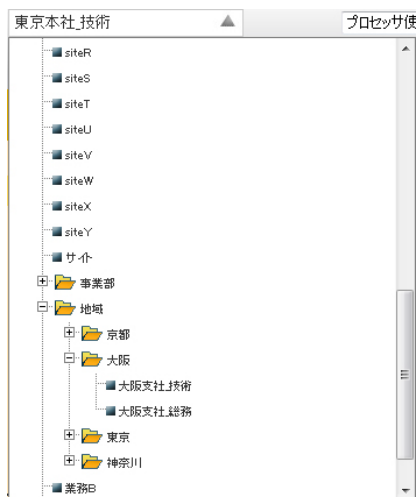 東京本社_技術
プロセッサ使
siteR
siteS
siteT
siteU
siteV
siteW
siteX
siteY
サイト
事業部
地域
京都
大阪
大阪支社_技術
大阪支社_総務
東京
神奈川
業務B